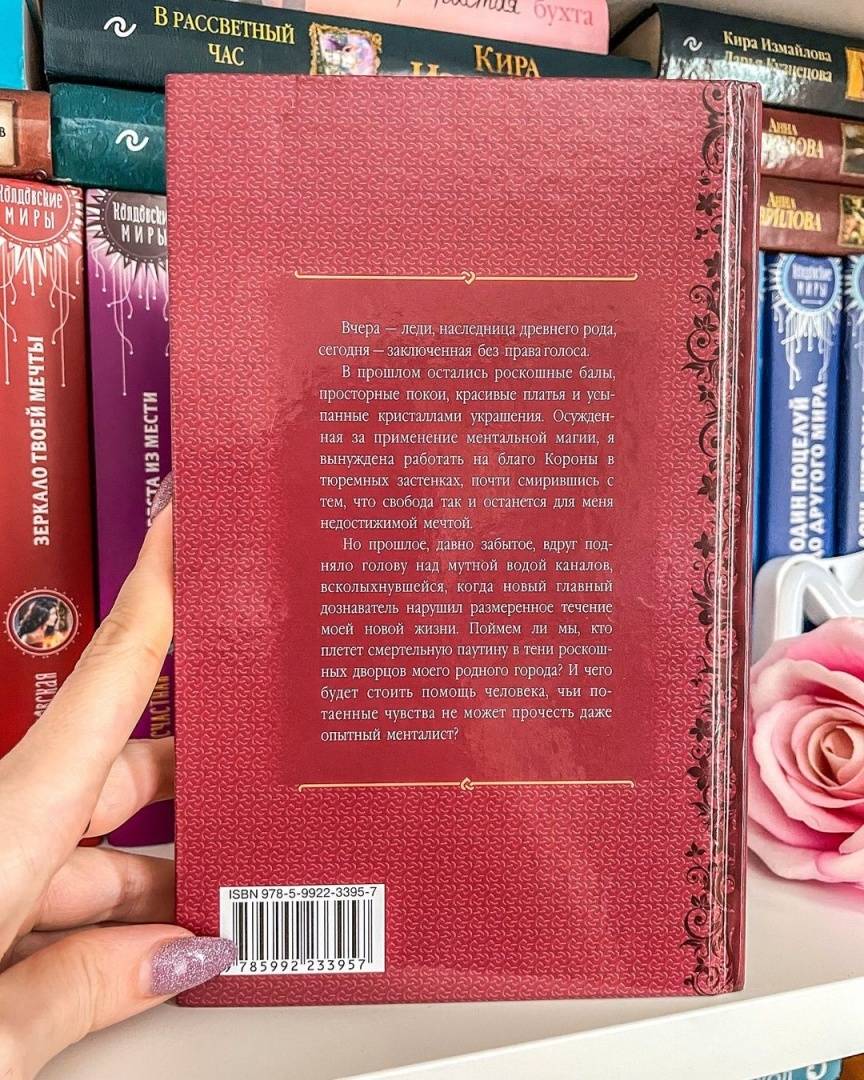 бухта
В РАССВЕТНЫЙ
ЧАС
КИРА
Кира Измайлова
Дарья Кузнецова
АННА
АННА
Колдовские
МИРЫ
Колдовские
МИРЫ
Колдовские
МИРЫ
ЗЕРКАЛО ТВОЕЙ МЕЧТЫ
ИЗ МЕСТИ
ОДИН ПОЦЕЛУЙ
ДО ДРУГОГО МИРА
Вчера — леди, наследница древнего рода,
сегодня — заключенная без права голоса.
В прошлом остались роскошные балы,
просторные покои, красивые платья и усы-
панные кристаллами украшения. Осужден-
ная за применение ментальной магии, я
вынуждена работать на благо Короны в
тюремных застенках, почти смирившись с
тем, что свобода так и останется для меня
недостижимой мечтой.
Но прошлое, давно забытое, вдруг под-
няло голову над мутной водой каналов,
всколыхнувшейся, когда новый главный
дознаватель нарушил размеренное течение
моей новой жизни. Поймем ли мы, кто
плетет смертельную паутину в тени роскош-
ных дворцов моего родного города? И чего
будет стоить помощь человека, чьи по-
таенные чувства не может прочесть даже
опытный менталист?
ISBN 978-5-9922-3395-7
785992 233957